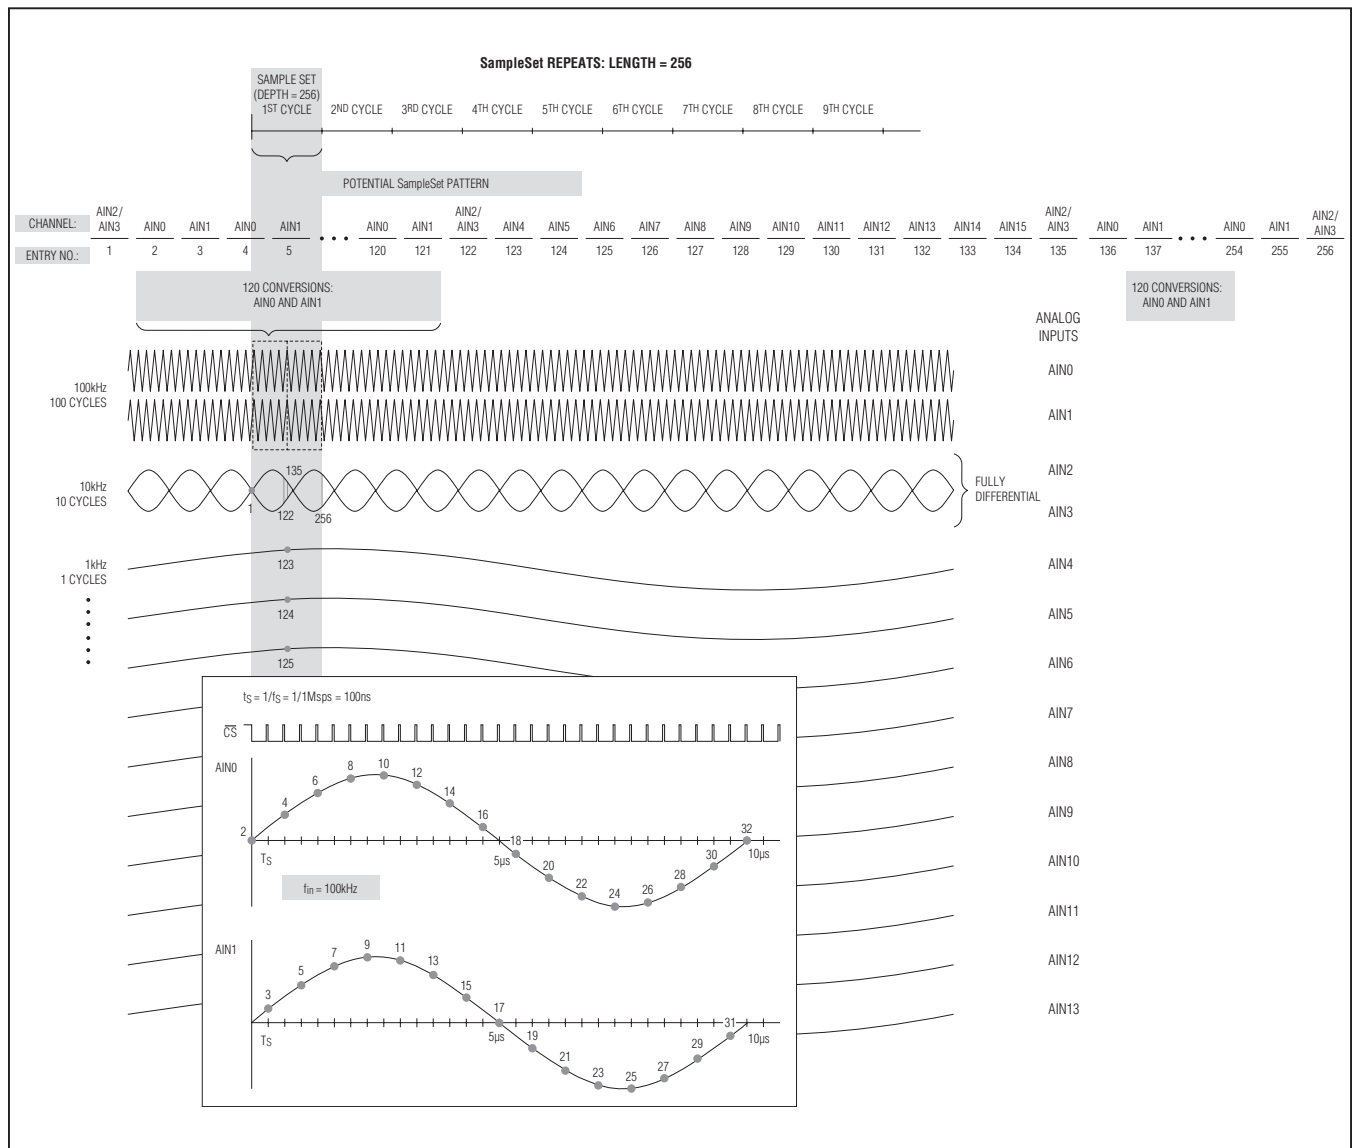 SampleSet REPEATS: LENGTH = 256
SAMPLE SET
(DEPTH = 256)
1ST CYCLE 2ND CYCLE 3RD CYCLE 4TH CYCLE 5TH CYCLE 6TH CYCLE 7TH CYCLE 8TH CYCLE 9TH CYCLE
POTENTIAL SampleSet PATTERN
CHANNEL: AIN2/AIN3 AIN0 AIN1 AIN0 AIN1 • • • AIN0 AIN1 AIN2/AIN3 AIN4 AIN5 AIN6 AIN7 AIN8 AIN9 AIN10 AIN11 AIN12 AIN13 AIN14 AIN15 AIN2/AIN3 AIN0 AIN1 • • • AIN0 AIN1 AIN2/AIN3
ENTRY NO.: 1 2 3 4 5 120 121 122 123 124 125 126 127 128 129 130 131 132 133 134 135 136 137 254 255 256
120 CONVERSIONS:
AIN0 AND AIN1
120 CONVERSIONS:
AIN0 AND AIN1
ANALOG
INPUTS
100kHz
100 CYCLES
AIN0
AIN1
10kHz
10 CYCLES
135
1
122
256
FULLY
DIFFERENTIAL
AIN2
AIN3
1kHz
1 CYCLES
123
AIN4
124
AIN5
125
AIN6
AIN7
AIN8
AIN9
AIN10
AIN11
AIN12
AIN13
tS = 1/fS = 1/1Msps = 100ns
CS
AIN0
2 4 6 8 10 12 14 16 18 20 22 24 26 28 30 32
TS 5µs 10µs
fin = 100kHz
AIN1
3 5 7 9 11 13 15 17 19 21 23 25 27 29 31
TS 5µs 10µs